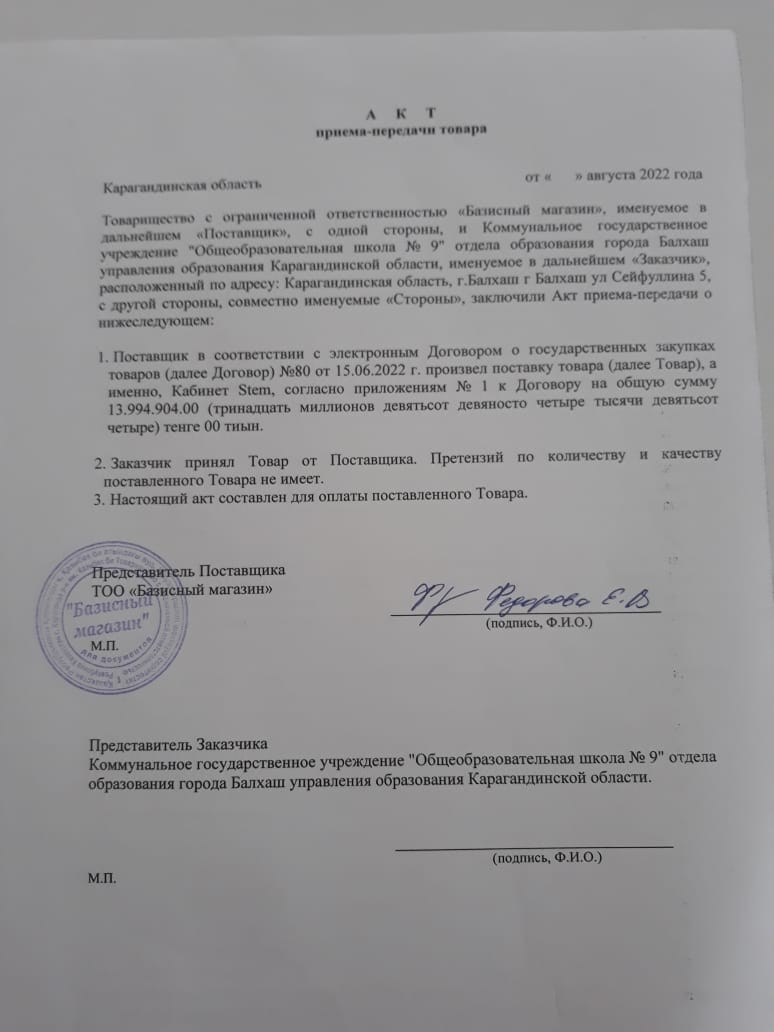 А К Т
приема-передачи товара
Карагандинская область от « » августа 2022 года
Товарищество с ограниченной ответственностью «Базисный магазин», именуемое в
дальнейшем «Поставщик», с одной стороны, и Коммунальное государственное
учреждение "Общеобразовательная школа № 9" отдела образования города Балхаш
управления образования Карагандинской области, именуемое в дальнейшем «Заказчик»,
расположенный по адресу: Карагандинская область, г.Балхаш г Балхаш ул Сейфуллина 5,
с другой стороны, совместно именуемые «Стороны», заключили Акт приема-передачи о
нижеследующем:
1. Поставщик в соответствии с электронным Договором о государственных закупках
товаров (далее Договор) №80 от 15.06.2022 г. произвел поставку товара (далее Товар), а
именно, Кабинет Stem, согласно приложениям № 1 к Договору на общую сумму
13.994.904.00 (тринадцать миллионов девятьсот девяносто четыре тысячи девятьсот
четыре) тенге 00 тиын.
2. Заказчик принял Товар от Поставщика. Претензий по количеству и качеству
поставленного Товара не имеет.
3. Настоящий акт составлен для оплаты поставленного Товара.
Представитель Поставщика
ТОО «Базисный магазин»
Федорова Е.В
(подпись, Ф.И.О.)
"Базисный
магазин"
для документов
М.П.
Представитель Заказчика
Коммунальное государственное учреждение "Общеобразовательная школа № 9" отдела
образования города Балхаш управления образования Карагандинской области.
(подпись, Ф.И.О.)
М.П.